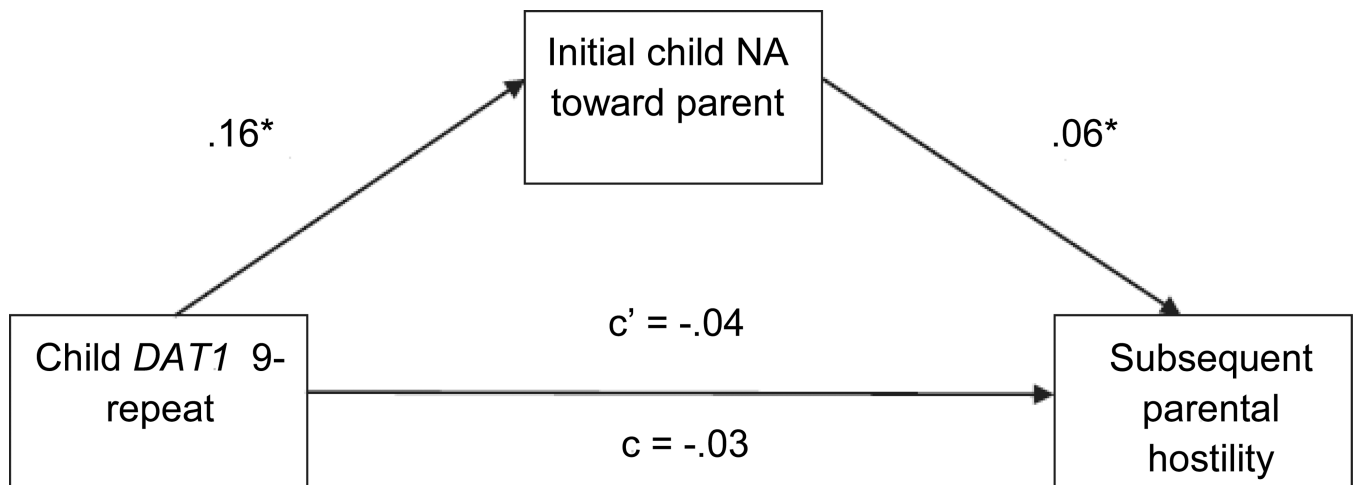 Initial child NA
toward parent
.16*
.06*
c’ = -.04
Child DAT1 9-
repeat
c = -.03
Subsequent
parental
hostility